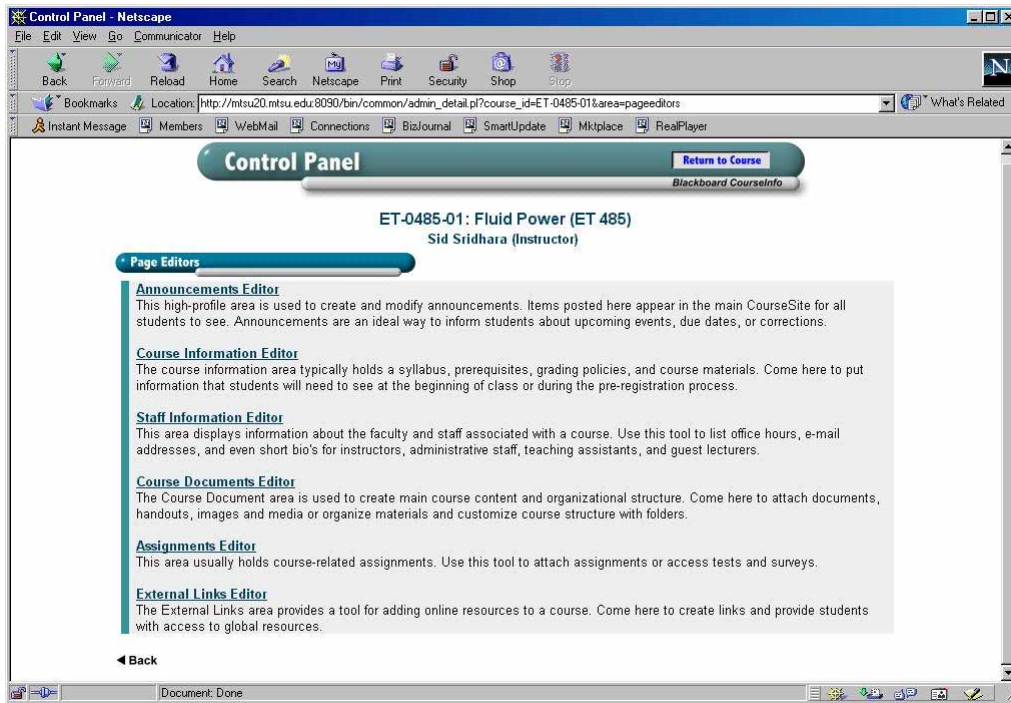 Control Panel - Netscape
File Edit View Go Communicator Help
Back Forward Reload Home Search Netscape Print Security Shop Stop
Bookmarks Location: http://mtsu20.mtsu.edu:8090/bin/common/admin_detail.pl?course_id=ET-0485-01&area=pageeditors What's Related
Instant Message Members WebMail Connections BizJournal SmartUpdate Mktplace RealPlayer
Control Panel Return to Course
Blackboard CourseInfo
ET-0485-01: Fluid Power (ET 485)
Sid Sridhara (Instructor)
Page Editors
Announcements Editor
This high-profile area is used to create and modify announcements. Items posted here appear in the main CourseSite for all
students to see. Announcements are an ideal way to inform students about upcoming events, due dates, or corrections.
Course Information Editor
The course information area typically holds a syllabus, prerequisites, grading policies, and course materials. Come here to put
information that students will need to see at the beginning of class or during the pre-registration process.
Staff Information Editor
This area displays information about the faculty and staff associated with a course. Use this tool to list office hours, e-mail
addresses, and even short bio's for instructors, administrative staff, teaching assistants, and guest lecturers.
Course Documents Editor
The Course Document area is used to create main course content and organizational structure. Come here to attach documents,
handouts, images and media or organize materials and customize course structure with folders.
Assignments Editor
This area usually holds course-related assignments. Use this tool to attach assignments or access tests and surveys.
External Links Editor
The External Links area provides a tool for adding online resources to a course. Come here to create links and provide students
with access to global resources.
Back
Document: Done